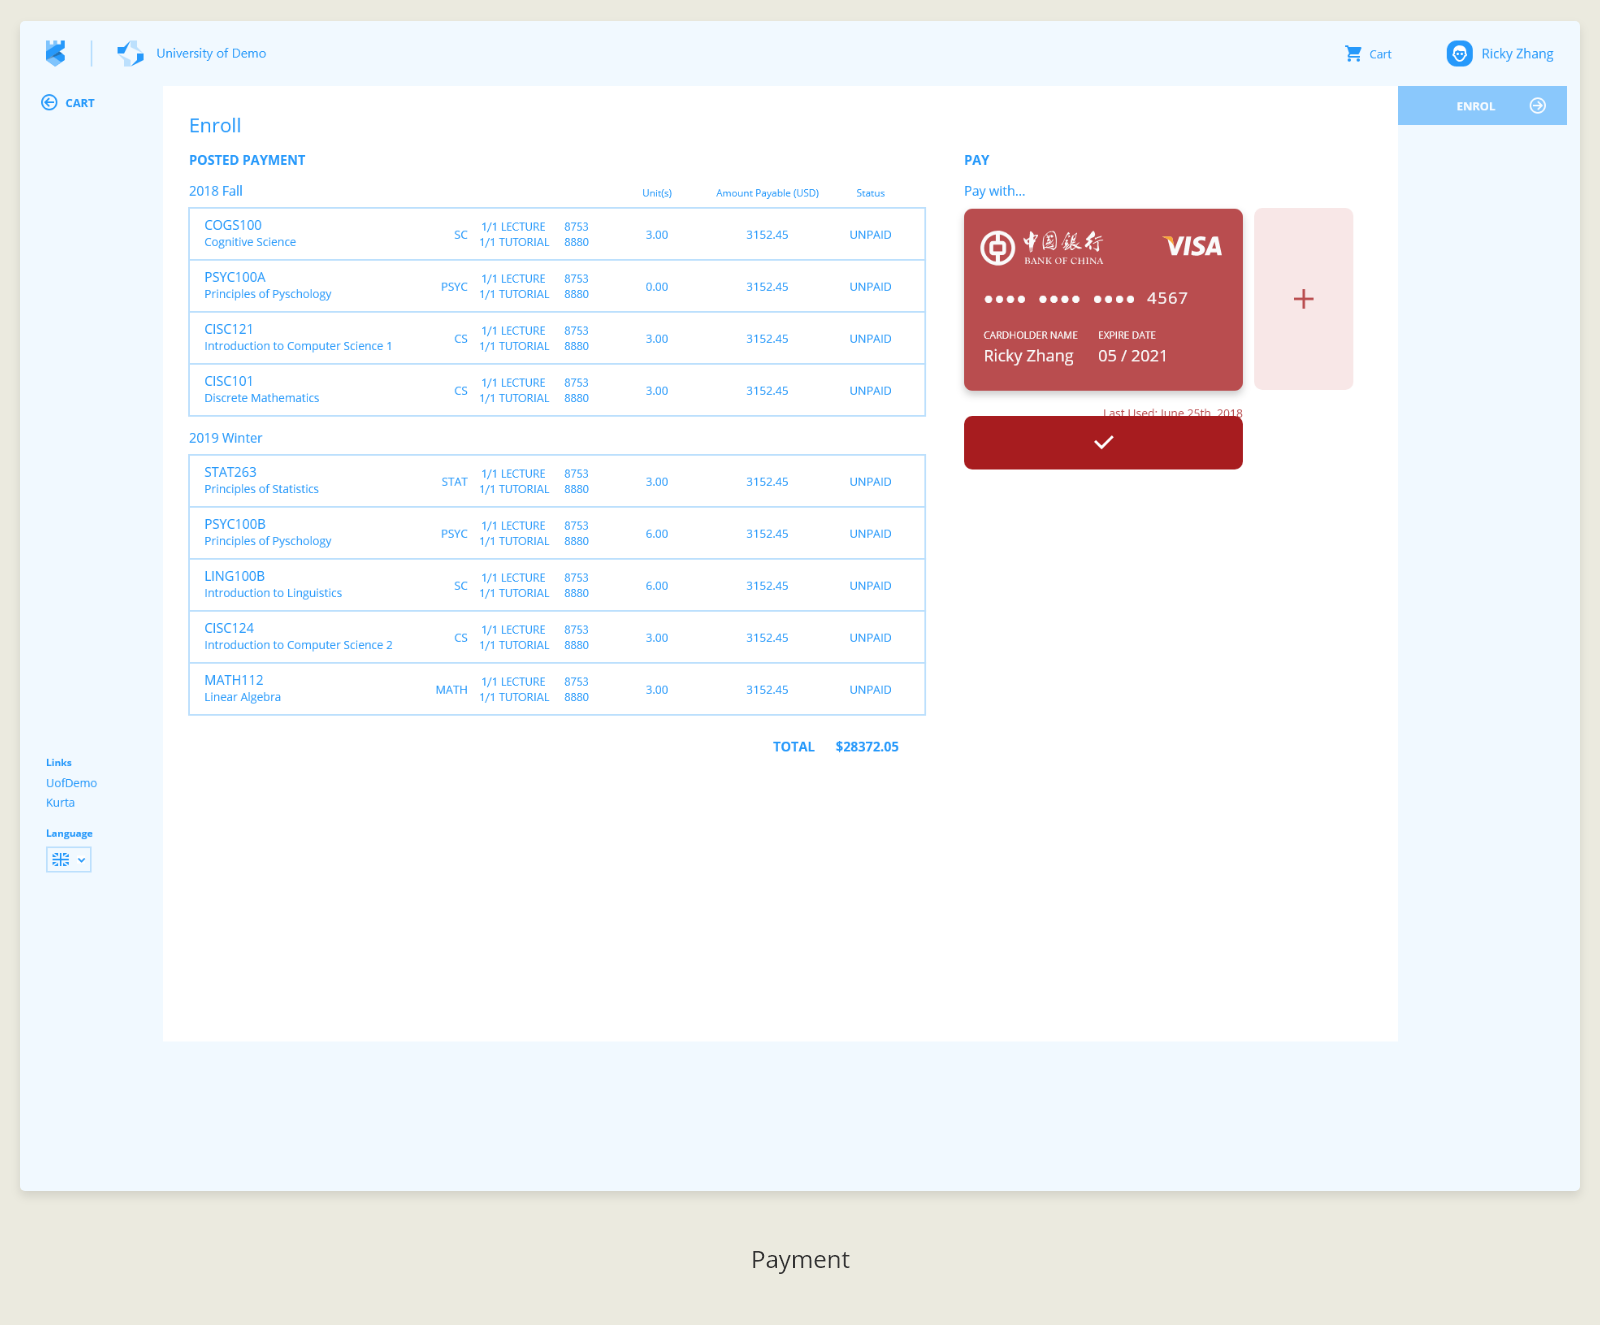 University of Demo
Cart
Ricky Zhang
CART
ENROL
Enroll
POSTED PAYMENT
2018 Fall
Unit(s)
Amount Payable (USD)
Status
COGS100
Cognitive Science
SC
1/1 LECTURE 8753
1/1 TUTORIAL 8880
3.00
3152.45
UNPAID
PSYC100A
Principles of Pyschology
PSYC
1/1 LECTURE 8753
1/1 TUTORIAL 8880
0.00
3152.45
UNPAID
CISC121
Introduction to Computer Science 1
CS
1/1 LECTURE 8753
1/1 TUTORIAL 8880
3.00
3152.45
UNPAID
CISC101
Discrete Mathematics
CS
1/1 LECTURE 8753
1/1 TUTORIAL 8880
3.00
3152.45
UNPAID
2019 Winter
STAT263
Principles of Statistics
STAT
1/1 LECTURE 8753
1/1 TUTORIAL 8880
3.00
3152.45
UNPAID
PSYC100B
Principles of Pyschology
PSYC
1/1 LECTURE 8753
1/1 TUTORIAL 8880
6.00
3152.45
UNPAID
LING100B
Introduction to Linguistics
SC
1/1 LECTURE 8753
1/1 TUTORIAL 8880
6.00
3152.45
UNPAID
CISC124
Introduction to Computer Science 2
CS
1/1 LECTURE 8753
1/1 TUTORIAL 8880
3.00
3152.45
UNPAID
MATH112
Linear Algebra
MATH
1/1 LECTURE 8753
1/1 TUTORIAL 8880
3.00
3152.45
UNPAID
TOTAL $28372.05
PAY
Pay with...
中国银行
BANK OF CHINA
VISA
•••• •••• •••• 4567
CARDHOLDER NAME EXPIRE DATE
Ricky Zhang 05 / 2021
+
Last Used: June 25th, 2018
Links
UofDemo
Kurta
Language
Payment